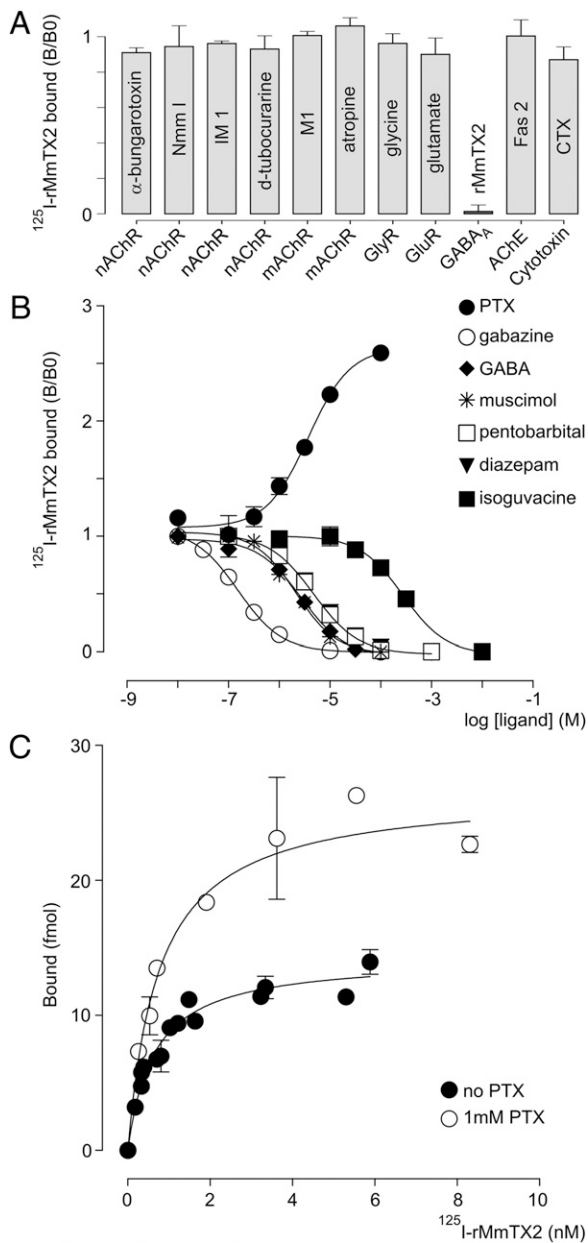 A
¹²⁵I-rMmTX2 bound (B/B0)
1
0
α-bungarotoxin
Nmm I
IM 1
d-tubocurarine
M1
atropine
glycine
glutamate
rMmTX2
Fas 2
CTX
nAChR
nAChR
nAChR
nAChR
mAChR
mAChR
GlyR
GluR
GABA_A
AChE
Cytotoxin
B
¹²⁵I-rMmTX2 bound (B/B0)
3
2
1
0
PTX
gabazine
GABA
muscimol
pentobarbital
diazepam
isoguvacine
-9 -7 -5 -3 -1
log [ligand] (M)
C
Bound (fmol)
30
20
10
0
no PTX
1mM PTX
0 2 4 6 8 10
¹²⁵I-rMmTX2 (nM)